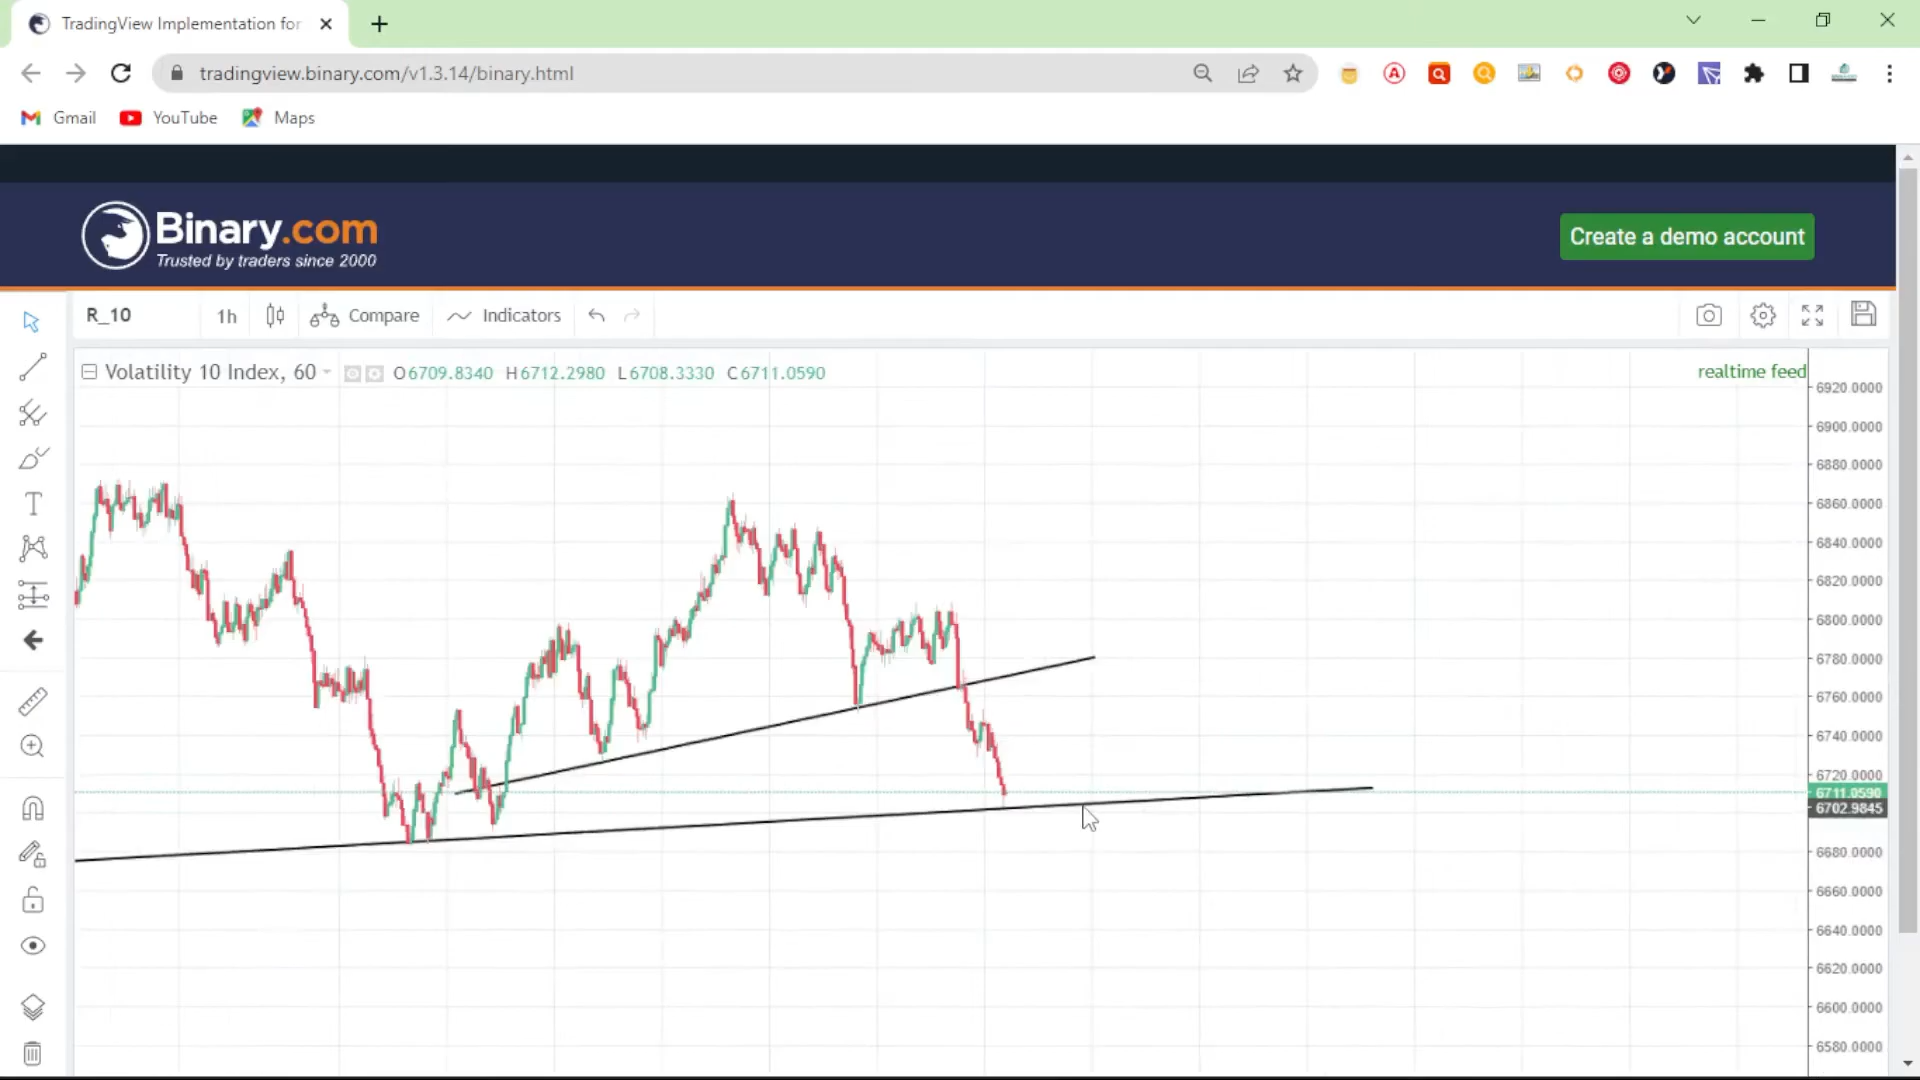 TradingView Implementation for
tradingview.binary.com/v1.3.14/binary.html
Gmail YouTube Maps
Binary.com
Trusted by traders since 2000
Create a demo account
R_10 1h Compare Indicators
Volatility 10 Index, 60 O6709.8340 H6712.2980 L6708.3330 C6711.0590
realtime feed
6920.0000
6900.0000
6880.0000
6860.0000
6840.0000
6820.0000
6800.0000
6780.0000
6760.0000
6740.0000
6720.0000
6711.0590
6702.9845
6680.0000
6660.0000
6640.0000
6620.0000
6600.0000
6580.0000